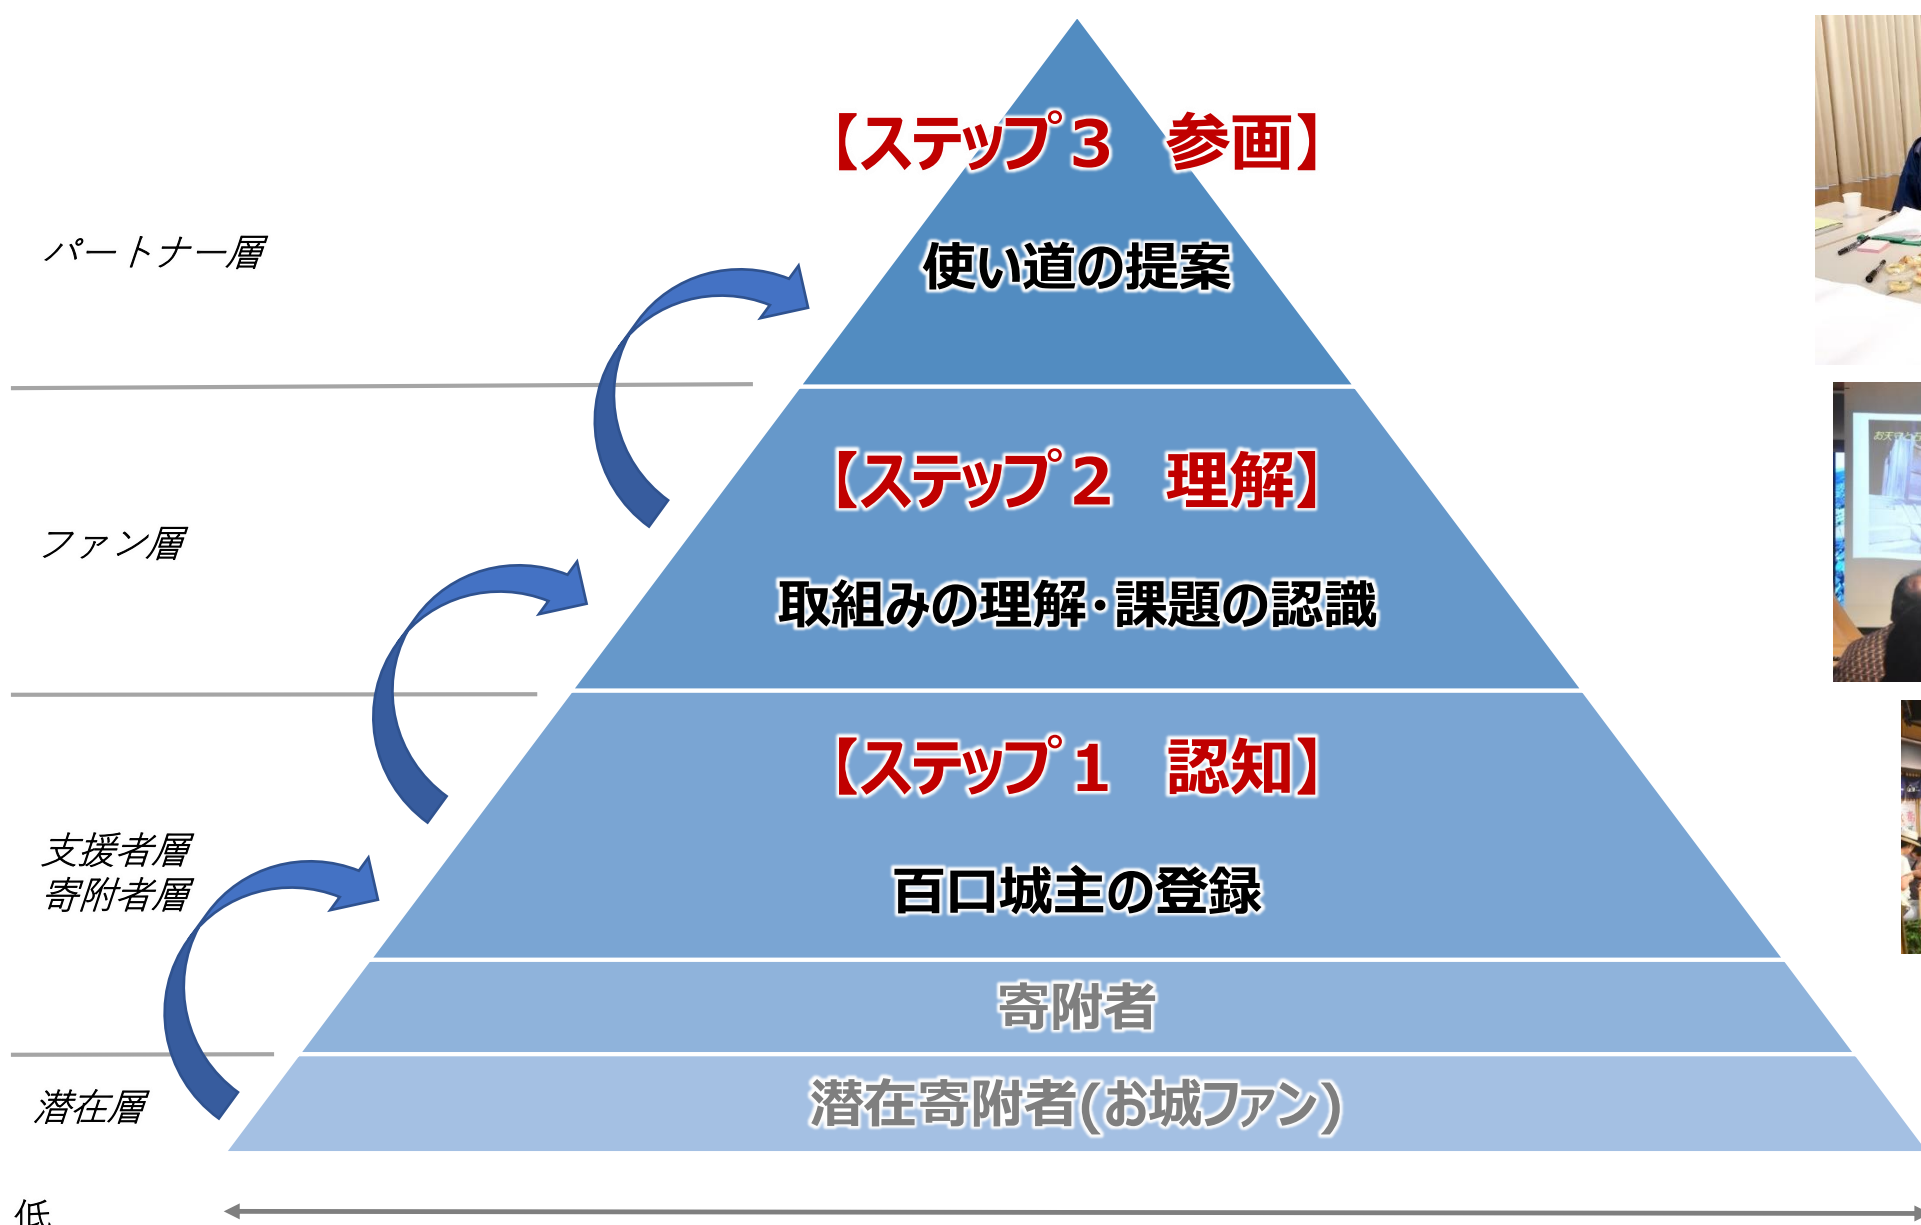 【ステップ３　参画】
使い道の提案
パートナー層
【ステップ２　理解】
取組みの理解・課題の認識
ファン層
【ステップ１　認知】
百口城主の登録
支援者層
寄附者層
寄附者
潜在寄附者(お城ファン)
潜在層
低